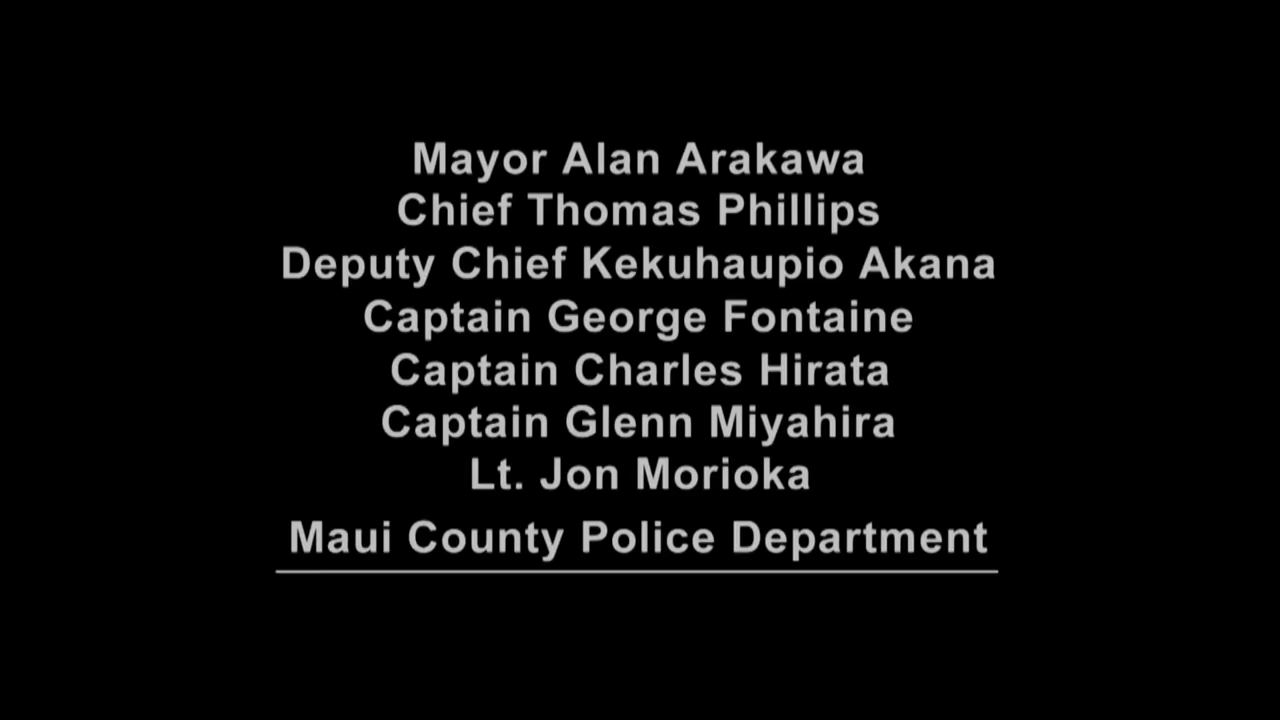 Mayor Alan Arakawa
Chief Thomas Phillips
Deputy Chief Kekuhaupio Akana
Captain George Fontaine
Captain Charles Hirata
Captain Glenn Miyahira
Lt. Jon Morioka
Maui County Police Department